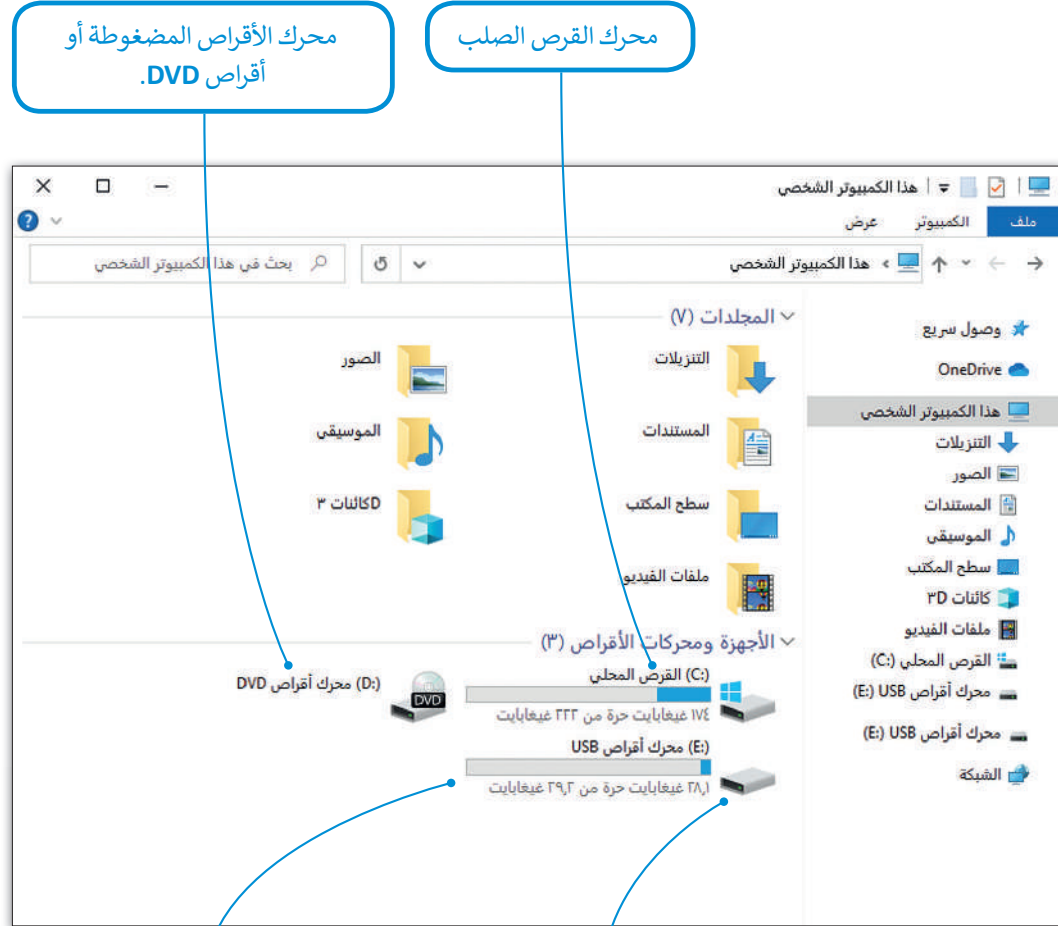 محرك القرص الصلب
محرك الأقراص المضغوطة أو
أقراص DVD.
هذا الكمبيوتر الشخصي
ملف
الكمبيوتر
عرض
هذا الكمبيوتر الشخصي
بحث في هذا الكمبيوتر الشخصي
وصول سريع
OneDrive
هذا الكمبيوتر الشخصي
التنزيلات
الصور
المستندات
الموسيقى
سطح المكتب
كائنات ٣D
ملفات الفيديو
القرص المحلي (C:)
محرك أقراص USB (E:)
محرك أقراص USB (E:)
الشبكة
المجلدات (٧)
التنزيلات
الصور
المستندات
الموسيقى
سطح المكتب
Dكائنات ٣
ملفات الفيديو
الأجهزة ومحركات الأقراص (٣)
(C:) القرص المحلي
١٧٤ غيغابايت حرة من ٢٢٢ غيغابايت
(D:) محرك أقراص DVD
DVD
(E:) محرك أقراص USB
٢٨,١ غيغابايت حرة من ٢٩,٢ غيغابايت